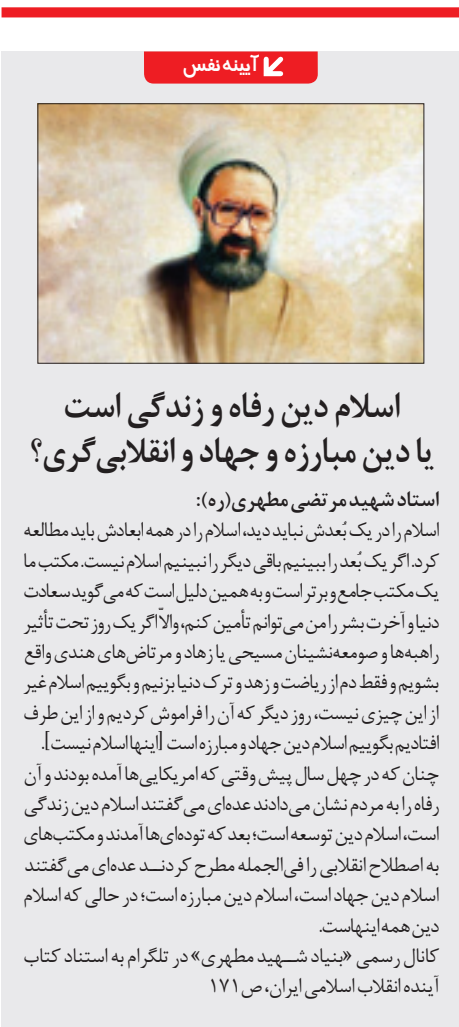 آیینه نفس
اسلام دین رفاه و زندگی است
یا دین مبارزه و جهاد و انقلابی‌گری؟
استاد شهید مرتضی مطهری(ره):
اسلام را در یک بُعدش نباید دید، اسلام را در همه ابعادش باید مطالعه
کرد. اگر یک بُعد را ببینیم باقی دیگر را نبینیم اسلام نیست. مکتب ما
یک مکتب جامع و برتر است و به همین دلیل است که می‌گوید سعادت
دنیا و آخرت بشر را من می‌توانم تأمین کنم، والاّ اگر یک روز تحت تأثیر
راهبه‌ها و صومعه‌نشینان مسیحی یا زهاد و مرتاض‌های هندی واقع
بشویم و فقط دم از ریاضت و زهد و ترک دنیا بزنیم و بگوییم اسلام غیر
از این چیزی نیست، روز دیگر که آن را فراموش کردیم و از این طرف
افتادیم بگوییم اسلام دین جهاد و مبارزه است [اینها اسلام نیست].
چنان که در چهل سال پیش وقتی که امریکایی‌ها آمده بودند و آن
رفاه را به مردم نشان می‌دادند عده‌ای می‌گفتند اسلام دین زندگی
است، اسلام دین توسعه است؛ بعد که توده‌ای‌ها آمدند و مکتب‌های
به اصطلاح انقلابی را فی‌الجمله مطرح کردنـد عده‌ای می‌گفتند
اسلام دین جهاد است، اسلام دین مبارزه است؛ در حالی که اسلام
دین همه اینهاست.
کانال رسمی «بنیاد شـهید مطهری» در تلگرام به استناد کتاب
آینده انقلاب اسلامی ایران، ص ۱۷۱